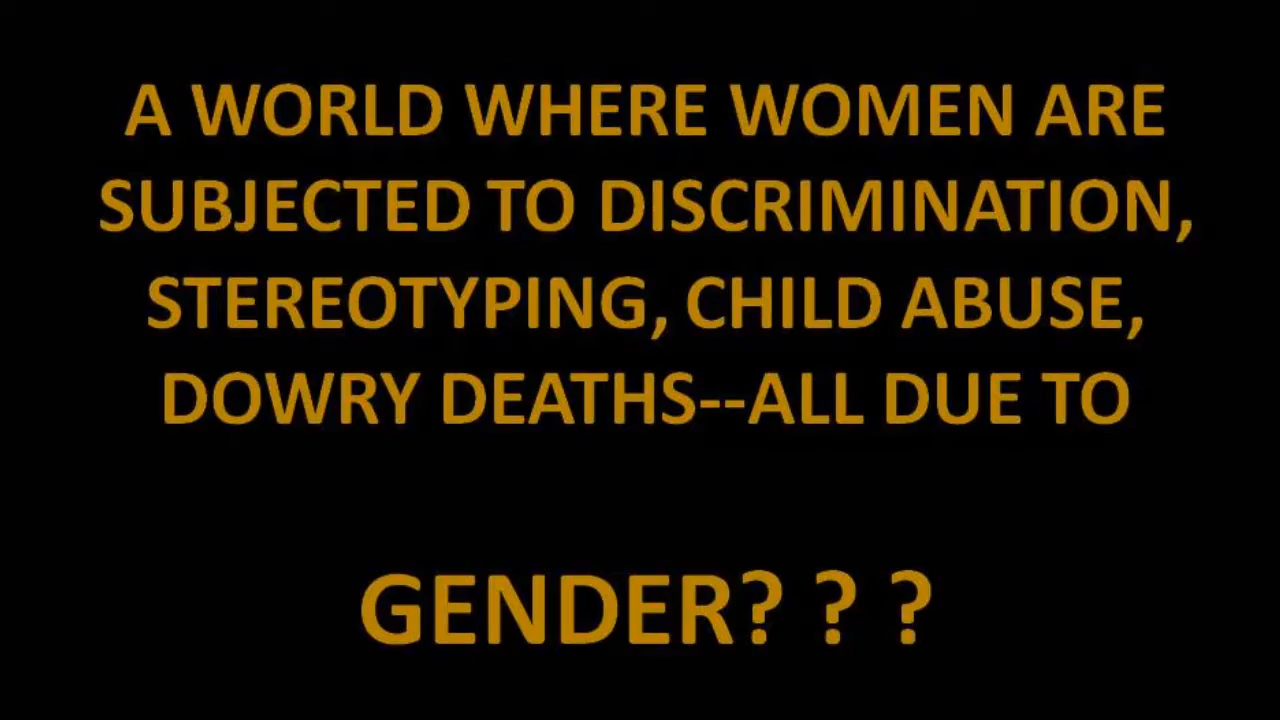 A WORLD WHERE WOMEN ARE
SUBJECTED TO DISCRIMINATION,
STEREOTYPING, CHILD ABUSE,
DOWRY DEATHS--ALL DUE TO
GENDER? ? ?